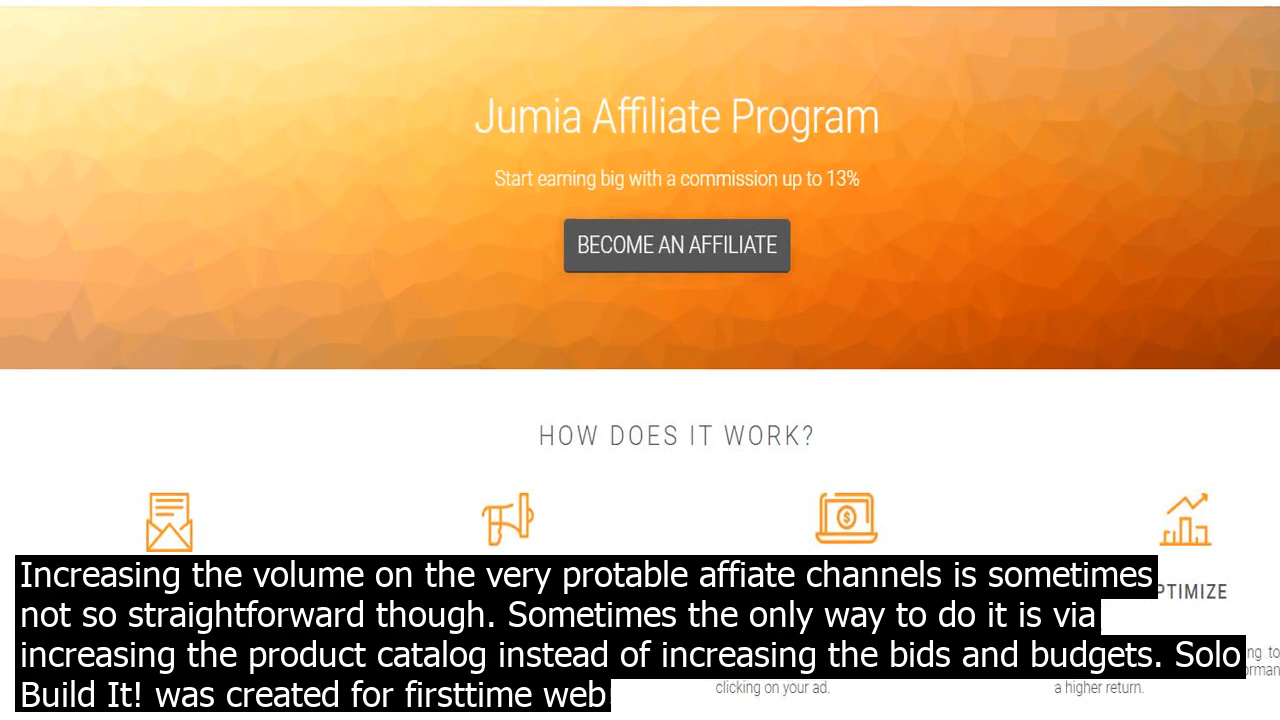 Jumia Affiliate Program
Start earning big with a commission up to 13%
BECOME AN AFFILIATE
HOW DOES IT WORK?
PTIMIZE
Increasing the volume on the very protable affiate channels is sometimes
not so straightforward though. Sometimes the only way to do it is via
increasing the product catalog instead of increasing the bids and budgets. Solo
Build It! was created for firsttime web
ng to
orman
clicking on your ad.
a higher return.